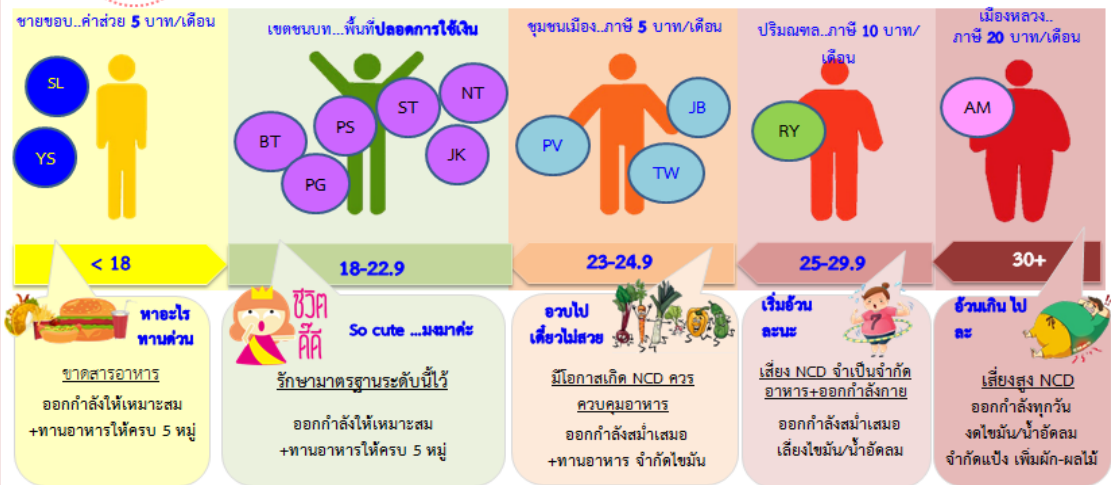 ชายขอบ..ค่าส่วย 5 บาท/เดือน
SL
YS
< 18
หาอะไร
ทานด่วน
ขาดสารอาหาร
ออกกำลังให้เหมาะสม
+ทานอาหารให้ครบ 5 หมู่
เขตชนบท...พื้นที่ปลอดการใช้เงิน
BT
PS
ST
NT
PG
JK
18-22.9
ชีวิต
ดี๊ดี
So cute ...มงมาค่ะ
รักษามาตรฐานระดับนี้ไว้
ออกกำลังให้เหมาะสม
+ทานอาหารให้ครบ 5 หมู่
ชุมชนเมือง..ภาษี 5 บาท/เดือน
PV
JB
TW
23-24.9
อวบไป
เดี๋ยวไม่สวย
มีโอกาสเกิด NCD ควร
ควบคุมอาหาร
ออกกำลังสม่ำเสมอ
+ทานอาหาร จำกัดไขมัน
ปริมณฑล..ภาษี 10 บาท/
เดือน
RY
25-29.9
เริ่มอ้วน
ละนะ
เสี่ยง NCD จำเป็นจำกัด
อาหาร+ออกกำลังกาย
ออกกำลังสม่ำเสมอ
เลี่ยงไขมัน/น้ำอัดลม
เมืองหลวง..
ภาษี 20 บาท/เดือน
AM
30+
อ้วนเกิน ไป
ละ
เสี่ยงสูง NCD
ออกกำลังทุกวัน
งดไขมัน/น้ำอัดลม
จำกัดแป้ง เพิ่มผัก-ผลไม้